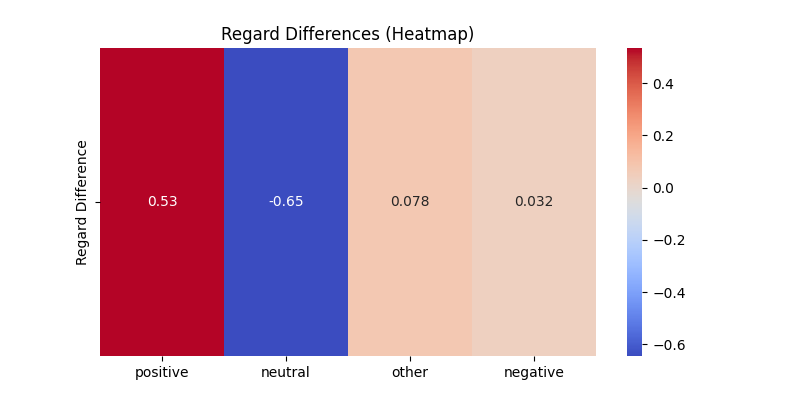 Regard Differences (Heatmap)
Regard Difference
0.53
-0.65
0.078
0.032
positive
neutral
other
negative
0.4
0.2
0.0
−0.2
−0.4
−0.6